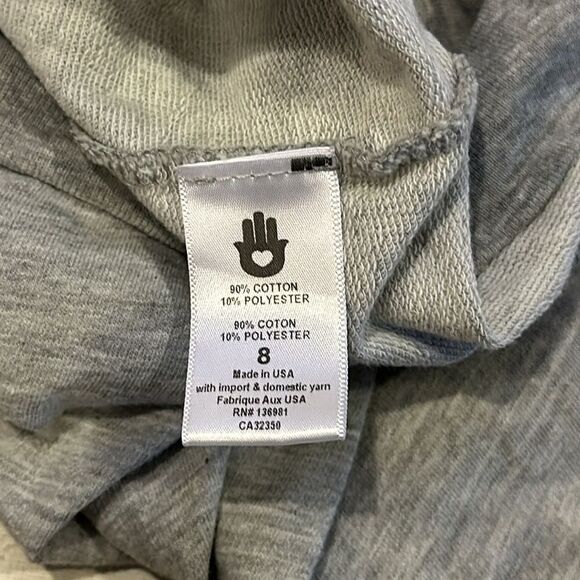 90% COTTON
10% POLYESTER
90% COTON
10% POLYESTER
8
Made in USA
with import & domestic yarn
Fabrique Aux USA
RN# 136981
CA32350